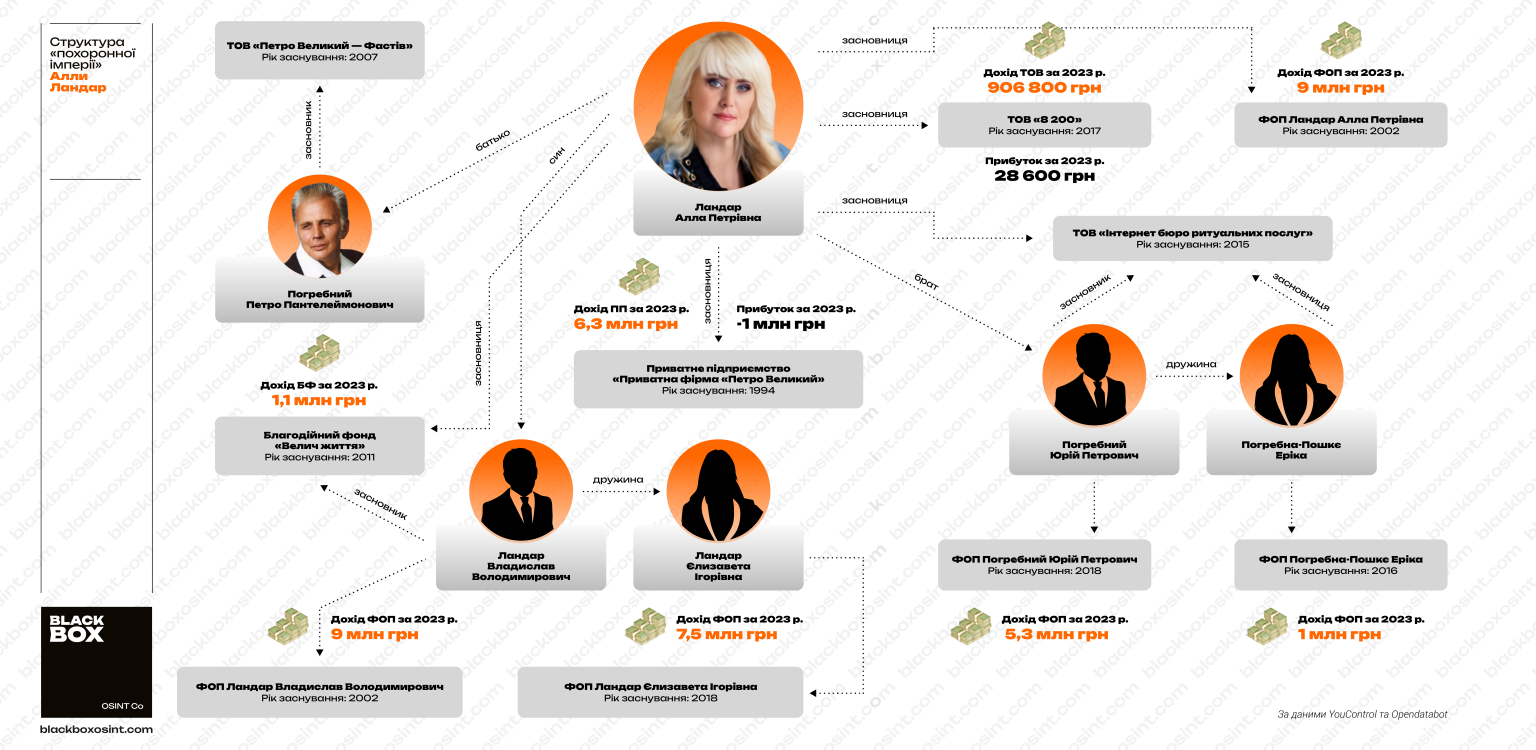 Структура
«похоронної
імперії»
Алли
Ландар
ТОВ «Петро Великий — Фастів»
Рік заснування: 2007
засновник
батько
син
Погребний
Петро Пантелеймонович
Дохід БФ за 2023 р.
1,1 млн грн
Благодійний фонд
«Велич життя»
Рік заснування: 2011
засновниця
засновник
Ландар
Алла Петрівна
засновниця
Дохід ТОВ за 2023 р.
906 800 грн
засновниця
ТОВ «8 200»
Рік заснування: 2017
Прибуток за 2023 р.
28 600 грн
Дохід ФОП за 2023 р.
9 млн грн
ФОП Ландар Алла Петрівна
Рік заснування: 2002
засновниця
ТОВ «Інтернет бюро ритуальних послуг»
Рік заснування: 2015
засновниця
Дохід ПП за 2023 р.
6,3 млн грн
Прибуток за 2023 р.
-1 млн грн
Приватне підприємство
«Приватна фірма «Петро Великий»
Рік заснування: 1994
брат
засновник
засновниця
дружина
Погребний
Юрій Петрович
Погребна-Пошкє
Еріка
ФОП Погребний Юрій Петрович
Рік заснування: 2018
Дохід ФОП за 2023 р.
5,3 млн грн
ФОП Погребна-Пошкє Еріка
Рік заснування: 2016
Дохід ФОП за 2023 р.
1 млн грн
дружина
Ландар
Владислав
Володимирович
Ландар
Єлизавета
Ігорівна
Дохід ФОП за 2023 р.
9 млн грн
ФОП Ландар Владислав Володимирович
Рік заснування: 2002
Дохід ФОП за 2023 р.
7,5 млн грн
ФОП Ландар Єлизавета Ігорівна
Рік заснування: 2018
BLACK
BOX
OSINT Co
blackboxosint.com
За даними YouControl та Opendatabot